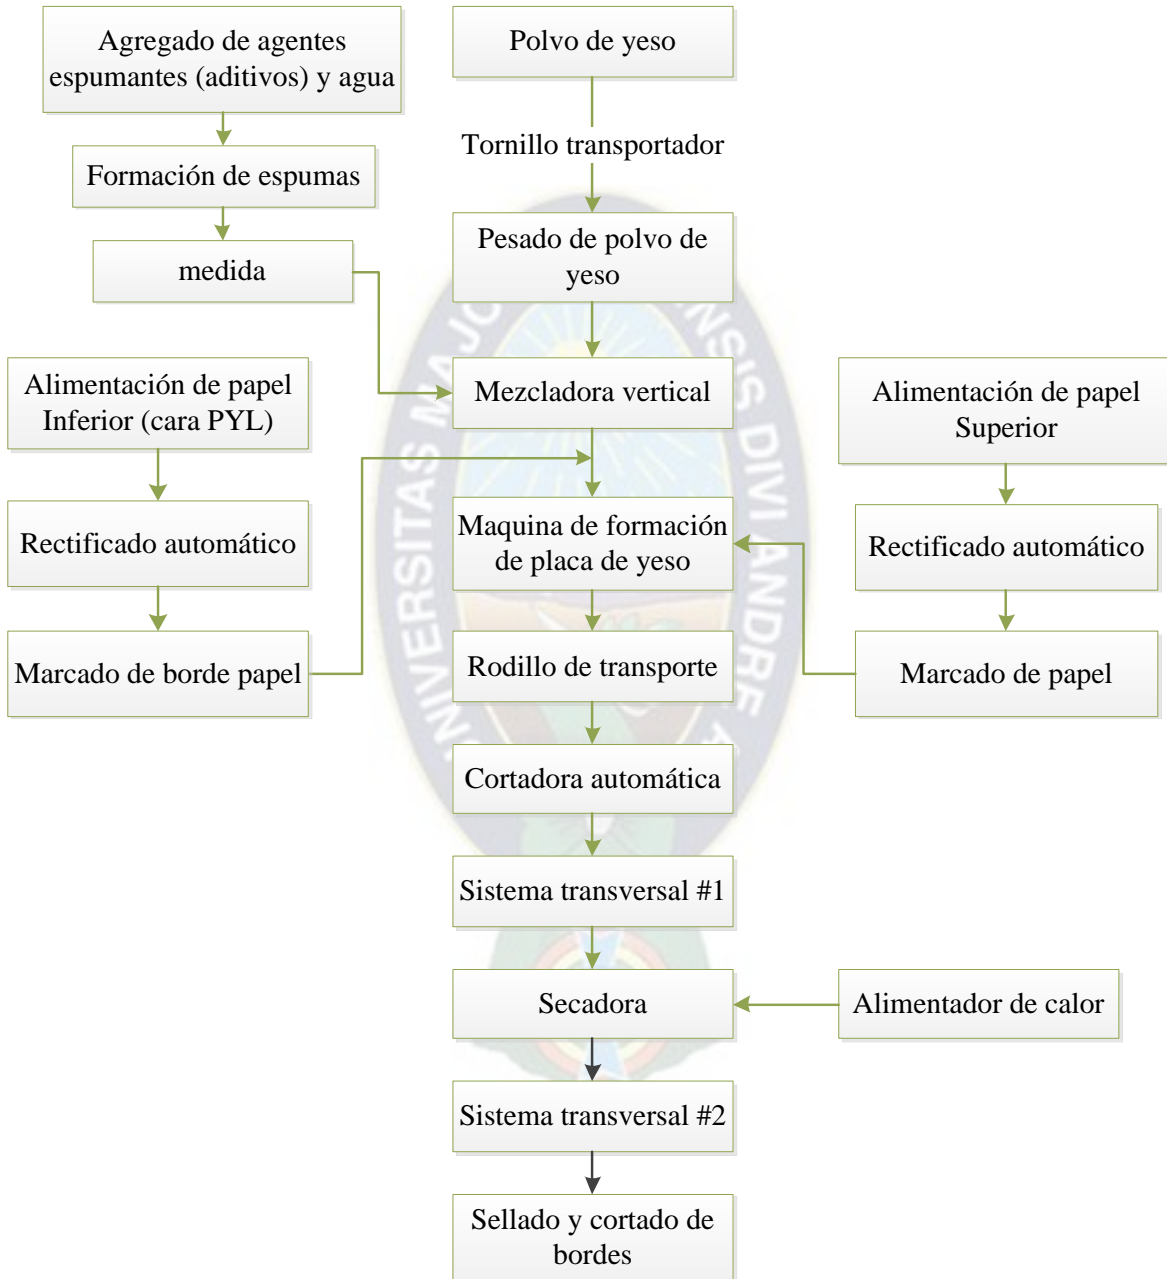 Agregado de agentes
espumantes (aditivos) y agua
Polvo de yeso
Tornillo transportador
Formación de espumas
Pesado de polvo de
yeso
medida
Alimentación de papel
Inferior (cara PYL)
Mezcladora vertical
Alimentación de papel
Superior
Rectificado automático
Maquina de formación
de placa de yeso
Rectificado automático
Marcado de borde papel
Rodillo de transporte
Marcado de papel
Cortadora automática
Sistema transversal #1
Secadora
Alimentador de calor
Sistema transversal #2
Sellado y cortado de
bordes